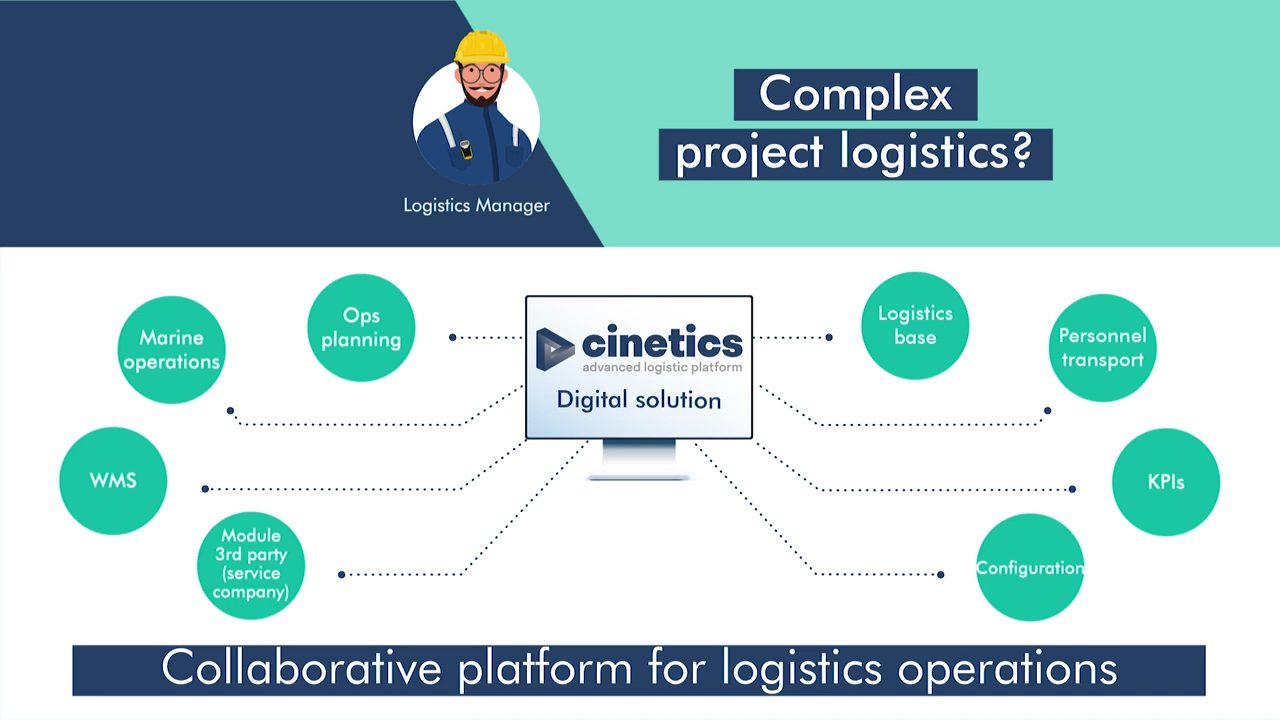 Complex
project logistics?
Logistics Manager
Marine
operations
Ops
planning
cinetics
advanced logistic platform
Digital solution
Logistics
base
Personnel
transport
WMS
KPIs
Module
3rd party
(service
company)
Configuration
Collaborative platform for logistics operations